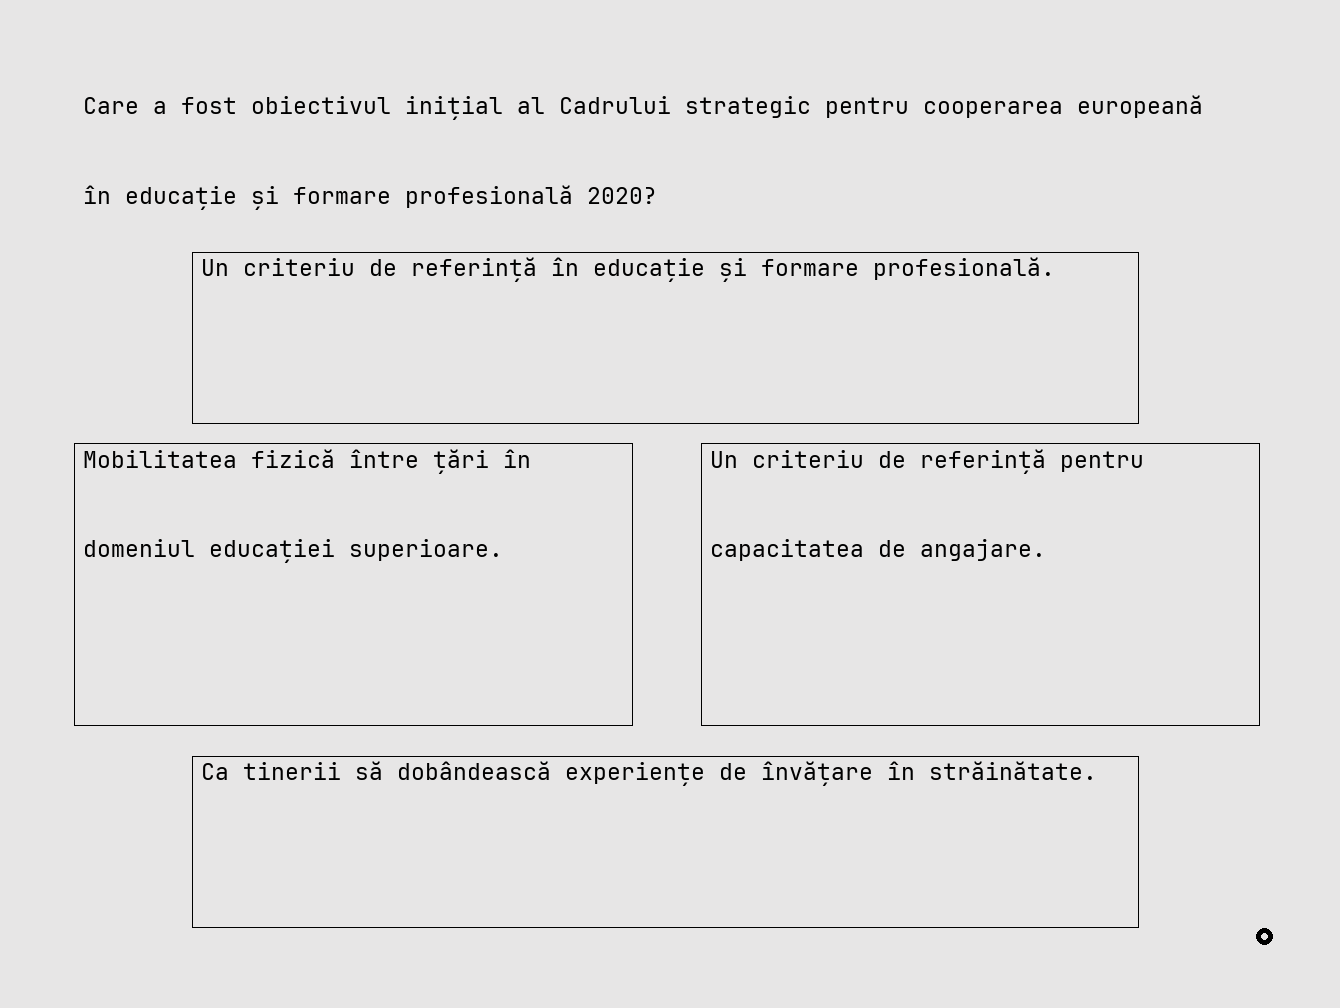 Care a fost obiectivul inițial al Cadrului strategic pentru cooperarea europeană
în educație și formare profesională 2020?
Un criteriu de referință în educație și formare profesională.
Mobilitatea fizică între țări în
domeniul educației superioare.
Un criteriu de referință pentru
capacitatea de angajare.
Ca tinerii să dobândească experiențe de învățare în străinătate.